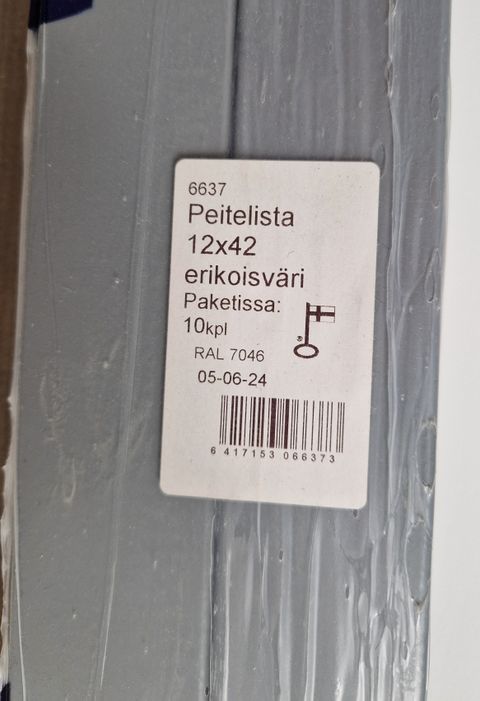 6637
Peitelista
12x42
erikoisväri
Paketissa:
10kpl
RAL 7046
05-06-24
6 417153 066373